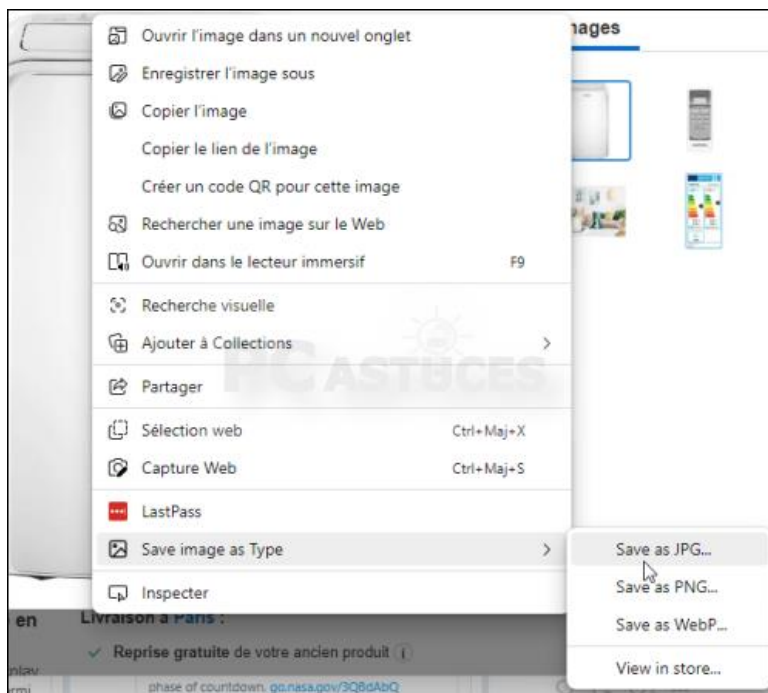 Ouvrir l'image dans un nouvel onglet
Enregistrer l'image sous
Copier l'image
Copier le lien de l'image
Créer un code QR pour cette image
Rechercher une image sur le Web
Ouvrir dans le lecteur immersif F9
Recherche visuelle
Ajouter à Collections
PC ASTUCES
Partager
Sélection web Ctrl+Maj+X
Capture Web Ctrl+Maj+S
LastPass
Save image as Type
Inspecter
Save as JPG...
Save as PNG...
Save as WebP...
View in store...
en
Livraison à Paris :
Reprise gratuite de votre ancien produit
phase of countdown. go.nasa.gov/3QBdAbQ